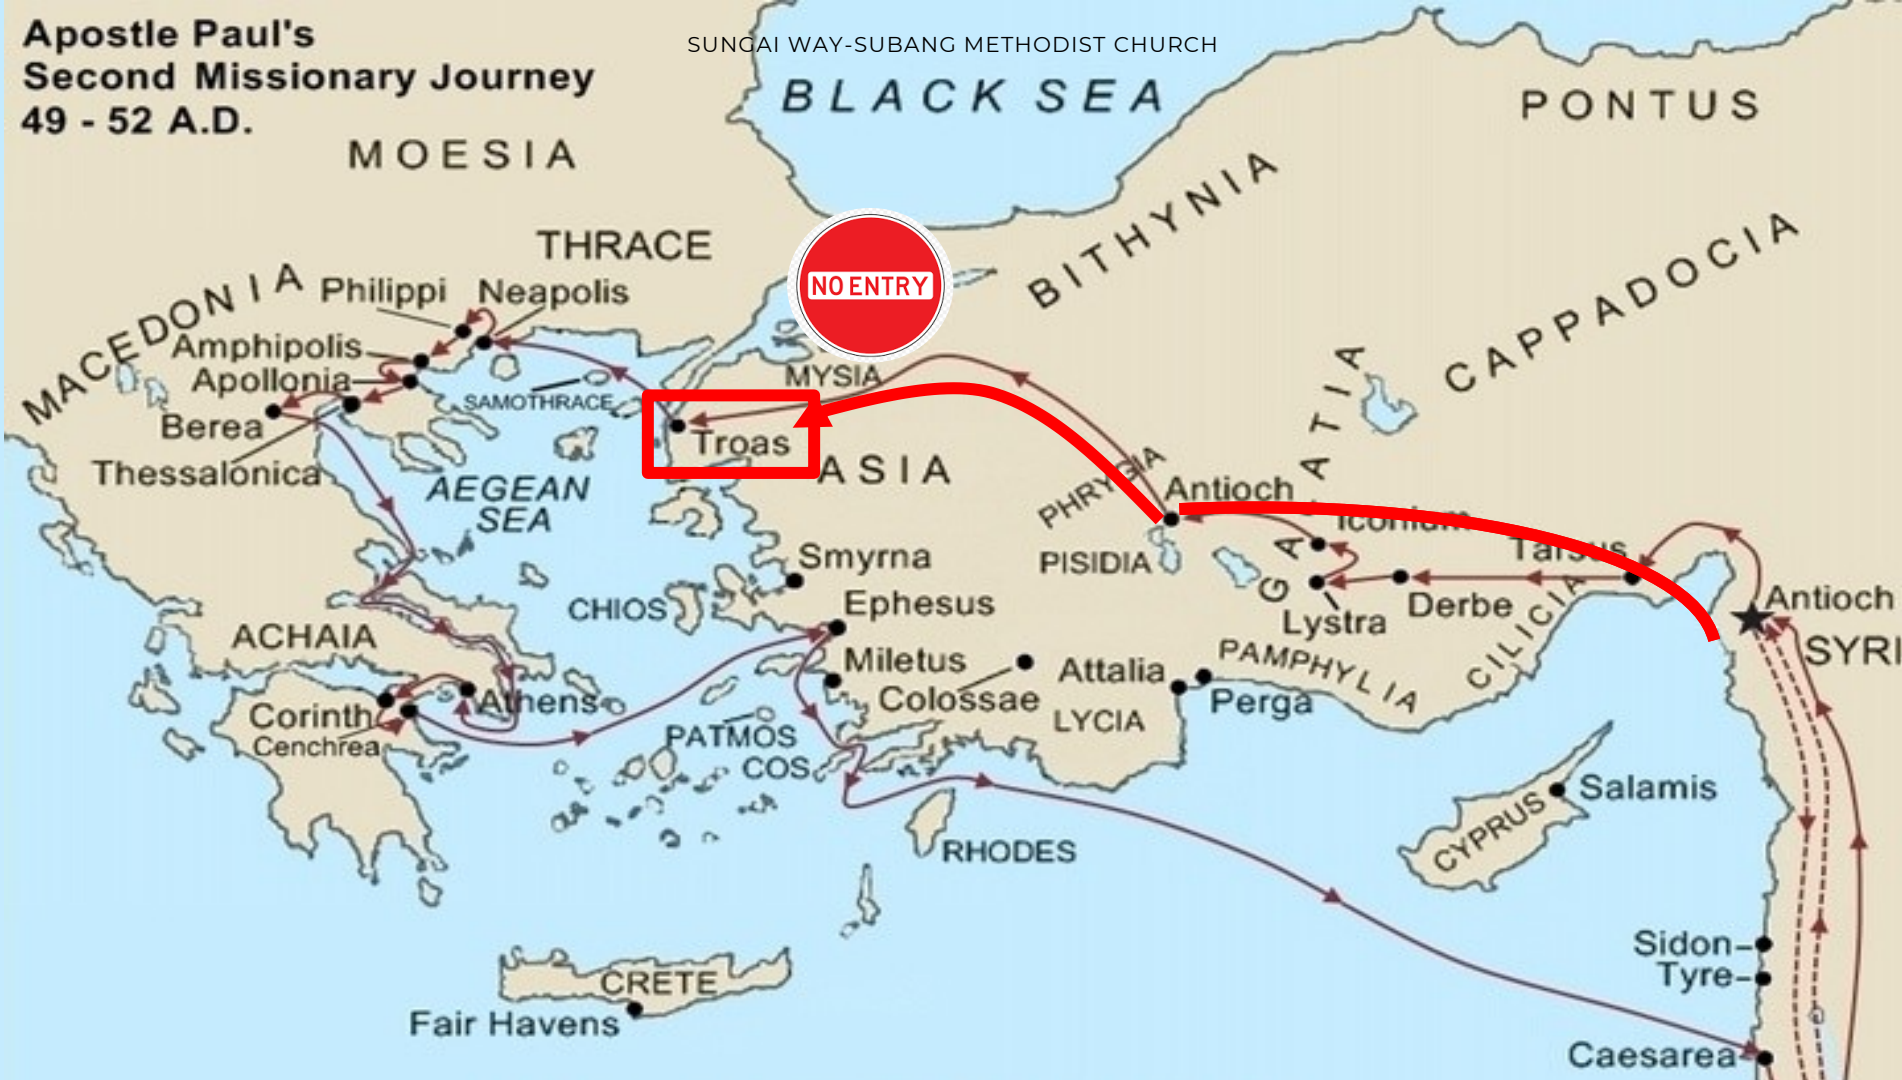 Apostle Paul's
Second Missionary Journey
49 - 52 A.D.
SUNGAI WAY-SUBANG METHODIST CHURCH
BLACK SEA
PONTUS
MOESIA
BITHYNIA
THRACE
CAPPADOCIA
NO ENTRY
MACEDONIA
Philippi
Neapolis
Amphipolis
Apollonia
MYSIA
SAMOTHRACE
Berea
Troas
Thessalonica
ASIA
GALATIA
AEGEAN
SEA
PHRYGIA
Antioch
Iconium
Tarsus
Smyrna
PISIDIA
CHIOS
Ephesus
Lystra
Derbe
CILICIA
Antioch
SYRI
ACHAIA
Miletus
Colossae
Attalia
PAMPHYLIA
Perga
Athens
Corinth
Cenchrea
LYCIA
PATMOS
COS
Salamis
CYPRUS
RHODES
Sidon
Tyre
CRETE
Fair Havens
Caesarea